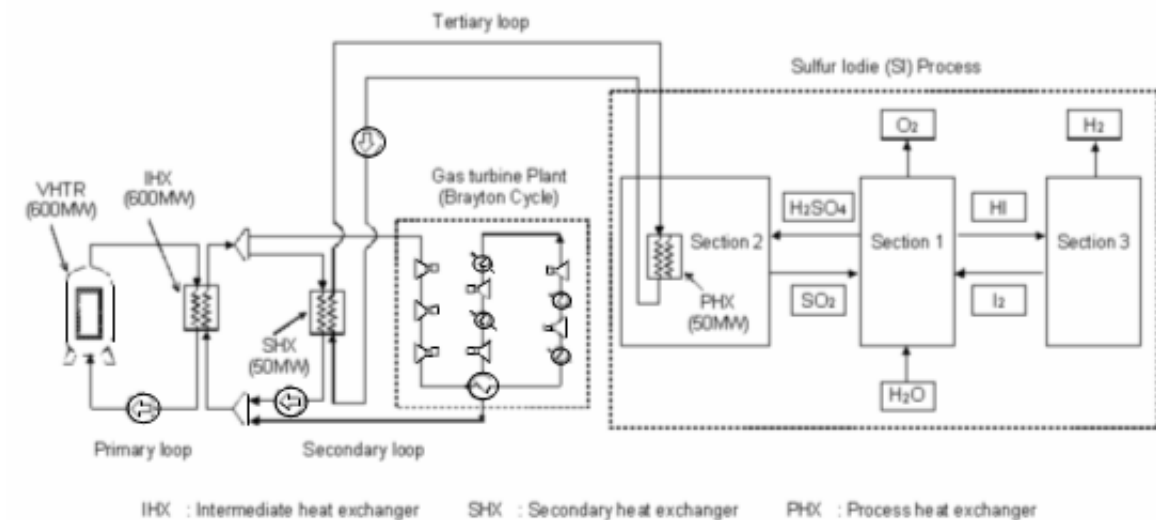 Tertiary loop
Sulfur Iodie (SI) Process
O₂
H₂
IHX
(600MW)
VHTR
(600MW)
Gas turbine Plant
(Brayton Cycle)
H₂SO₄
HI
Section 2
Section 1
Section 3
SO₂
I₂
PHX
(50MW)
SHX
(50MW)
H₂O
Primary loop
Secondary loop
IHX : Intermediate heat exchanger SHX : Secondary heat exchanger PHX : Process heat exchanger